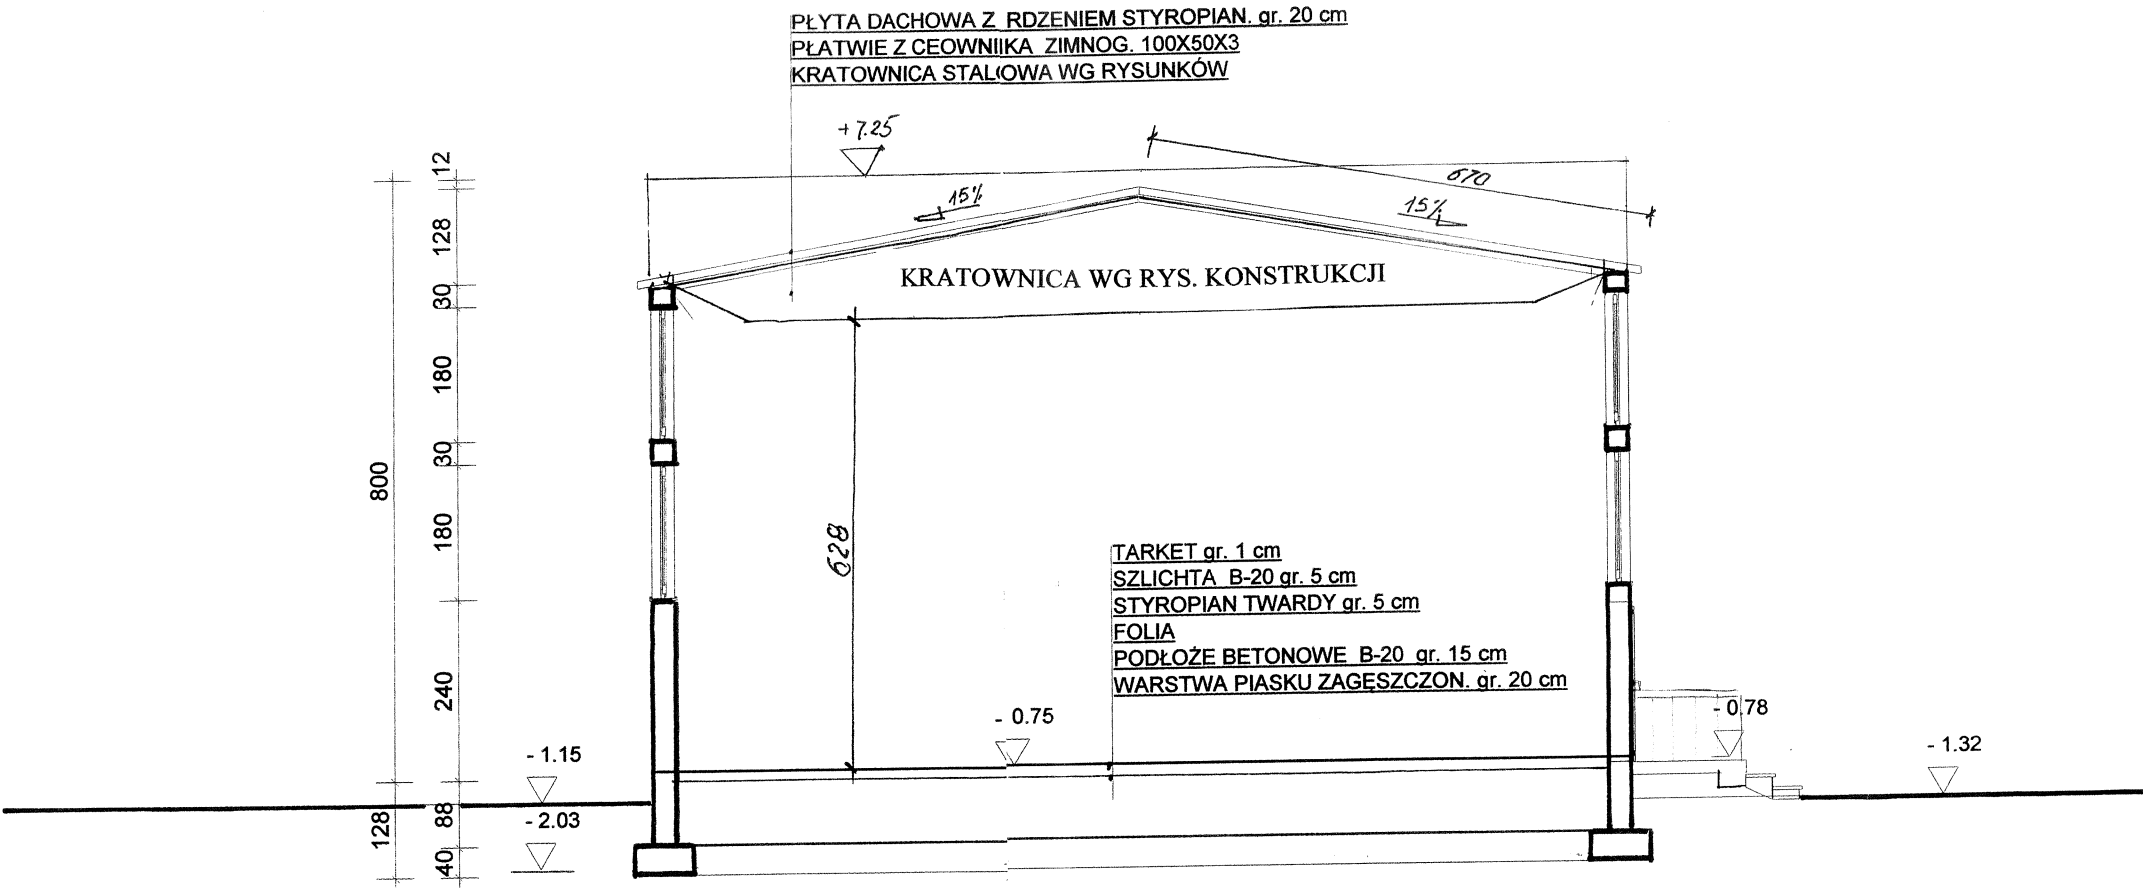 PŁYTA DACHOWA Z RDZENIEM STYROPIAN. gr. 20 cm
PŁATWIE Z CEOWNIKA ZIMNOG. 100X50X3
KRATOWNICA STALOWA WG RYSUNKÓW
+7.25
12
670
15%
15%
128
KRATOWNICA WG RYS. KONSTRUKCJI
30
180
30
800
180
628
TARKET gr. 1 cm
SZLICHTA B-20 gr. 5 cm
STYROPIAN TWARDY gr. 5 cm
FOLIA
PODŁOŻE BETONOWE B-20 gr. 15 cm
WARSTWA PIASKU ZAGĘSZCZON. gr. 20 cm
240
- 0.75
- 0.78
- 1.15
- 1.32
128
88
- 2.03
40